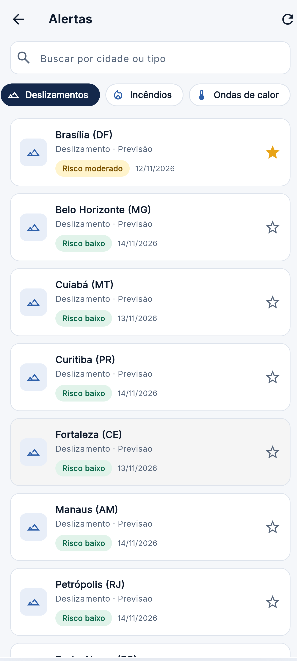 Alertas
Buscar por cidade ou tipo
Deslizamentos Incêndios Ondas de calor
Brasília (DF)
Deslizamento · Previsão
Risco moderado 12/11/2026
Belo Horizonte (MG)
Deslizamento · Previsão
Risco baixo 14/11/2026
Cuiabá (MT)
Deslizamento · Previsão
Risco baixo 13/11/2026
Curitiba (PR)
Deslizamento · Previsão
Risco baixo 14/11/2026
Fortaleza (CE)
Deslizamento · Previsão
Risco baixo 13/11/2026
Manaus (AM)
Deslizamento · Previsão
Risco baixo 14/11/2026
Petrópolis (RJ)
Deslizamento · Previsão
Risco baixo 14/11/2026